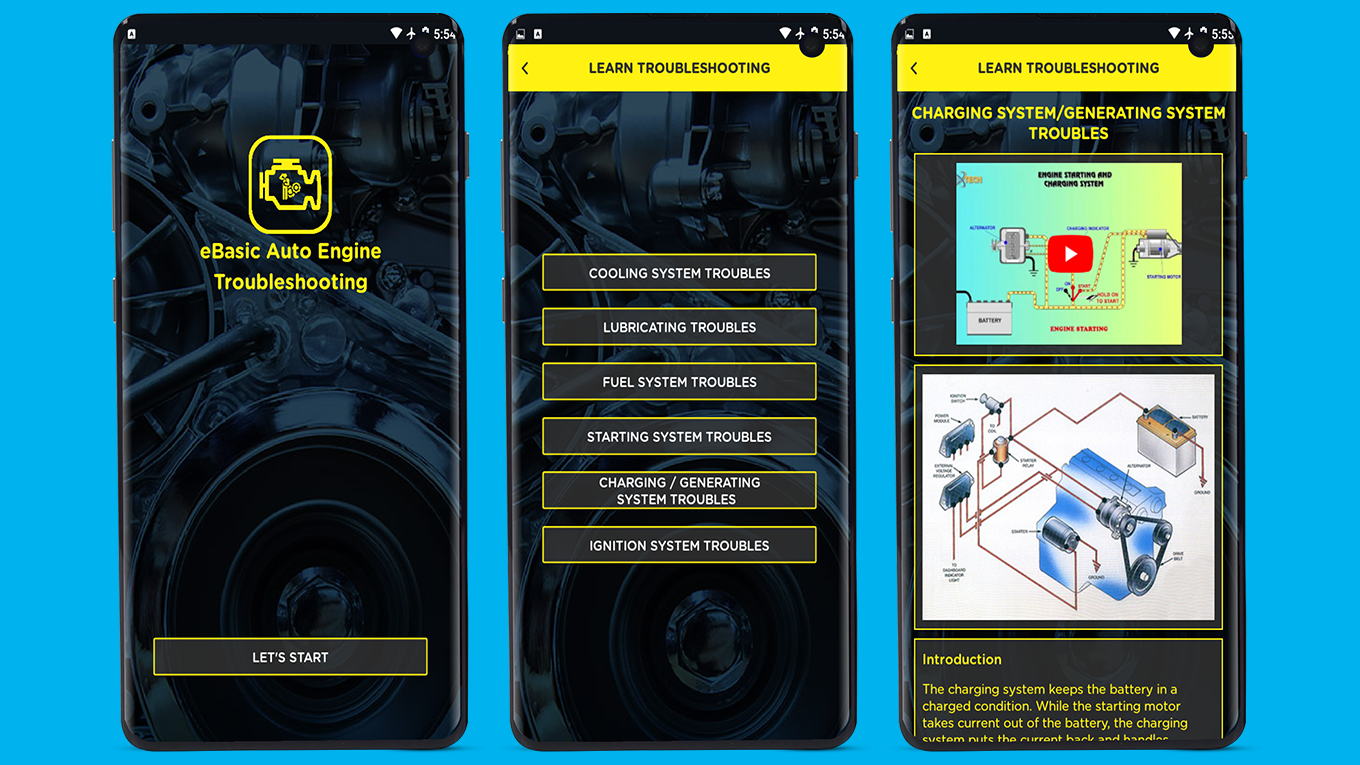 5:54
eBasic Auto Engine
Troubleshooting
LET'S START
5:54
LEARN TROUBLESHOOTING
COOLING SYSTEM TROUBLES
LUBRICATING TROUBLES
FUEL SYSTEM TROUBLES
STARTING SYSTEM TROUBLES
CHARGING / GENERATING
SYSTEM TROUBLES
IGNITION SYSTEM TROUBLES
5:55
LEARN TROUBLESHOOTING
CHARGING SYSTEM/GENERATING SYSTEM
TROUBLES
TECH
ENGINE STARTING AND
CHARGING SYSTEM
ALTERNATOR
CHARGING INDICATOR
STARTING MOTOR
ON
OFF
START
HOLD ON
TO START
BATTERY
ENGINE STARTING
IGNITION
SWITCH
POWER
MODULE
TO
COIL
BATTERY
STARTER
RELAY
EXTERNAL
VOLTAGE
REGULATOR
ALTERNATOR
GROUND
STARTER
DRIVE
BELT
TO
DASHBOARD
INDICATOR
LIGHT
GROUND
Introduction
The charging system keeps the battery in a
charged condition. While the starting motor
takes current out of the battery, the charging
system puts the current back and handles